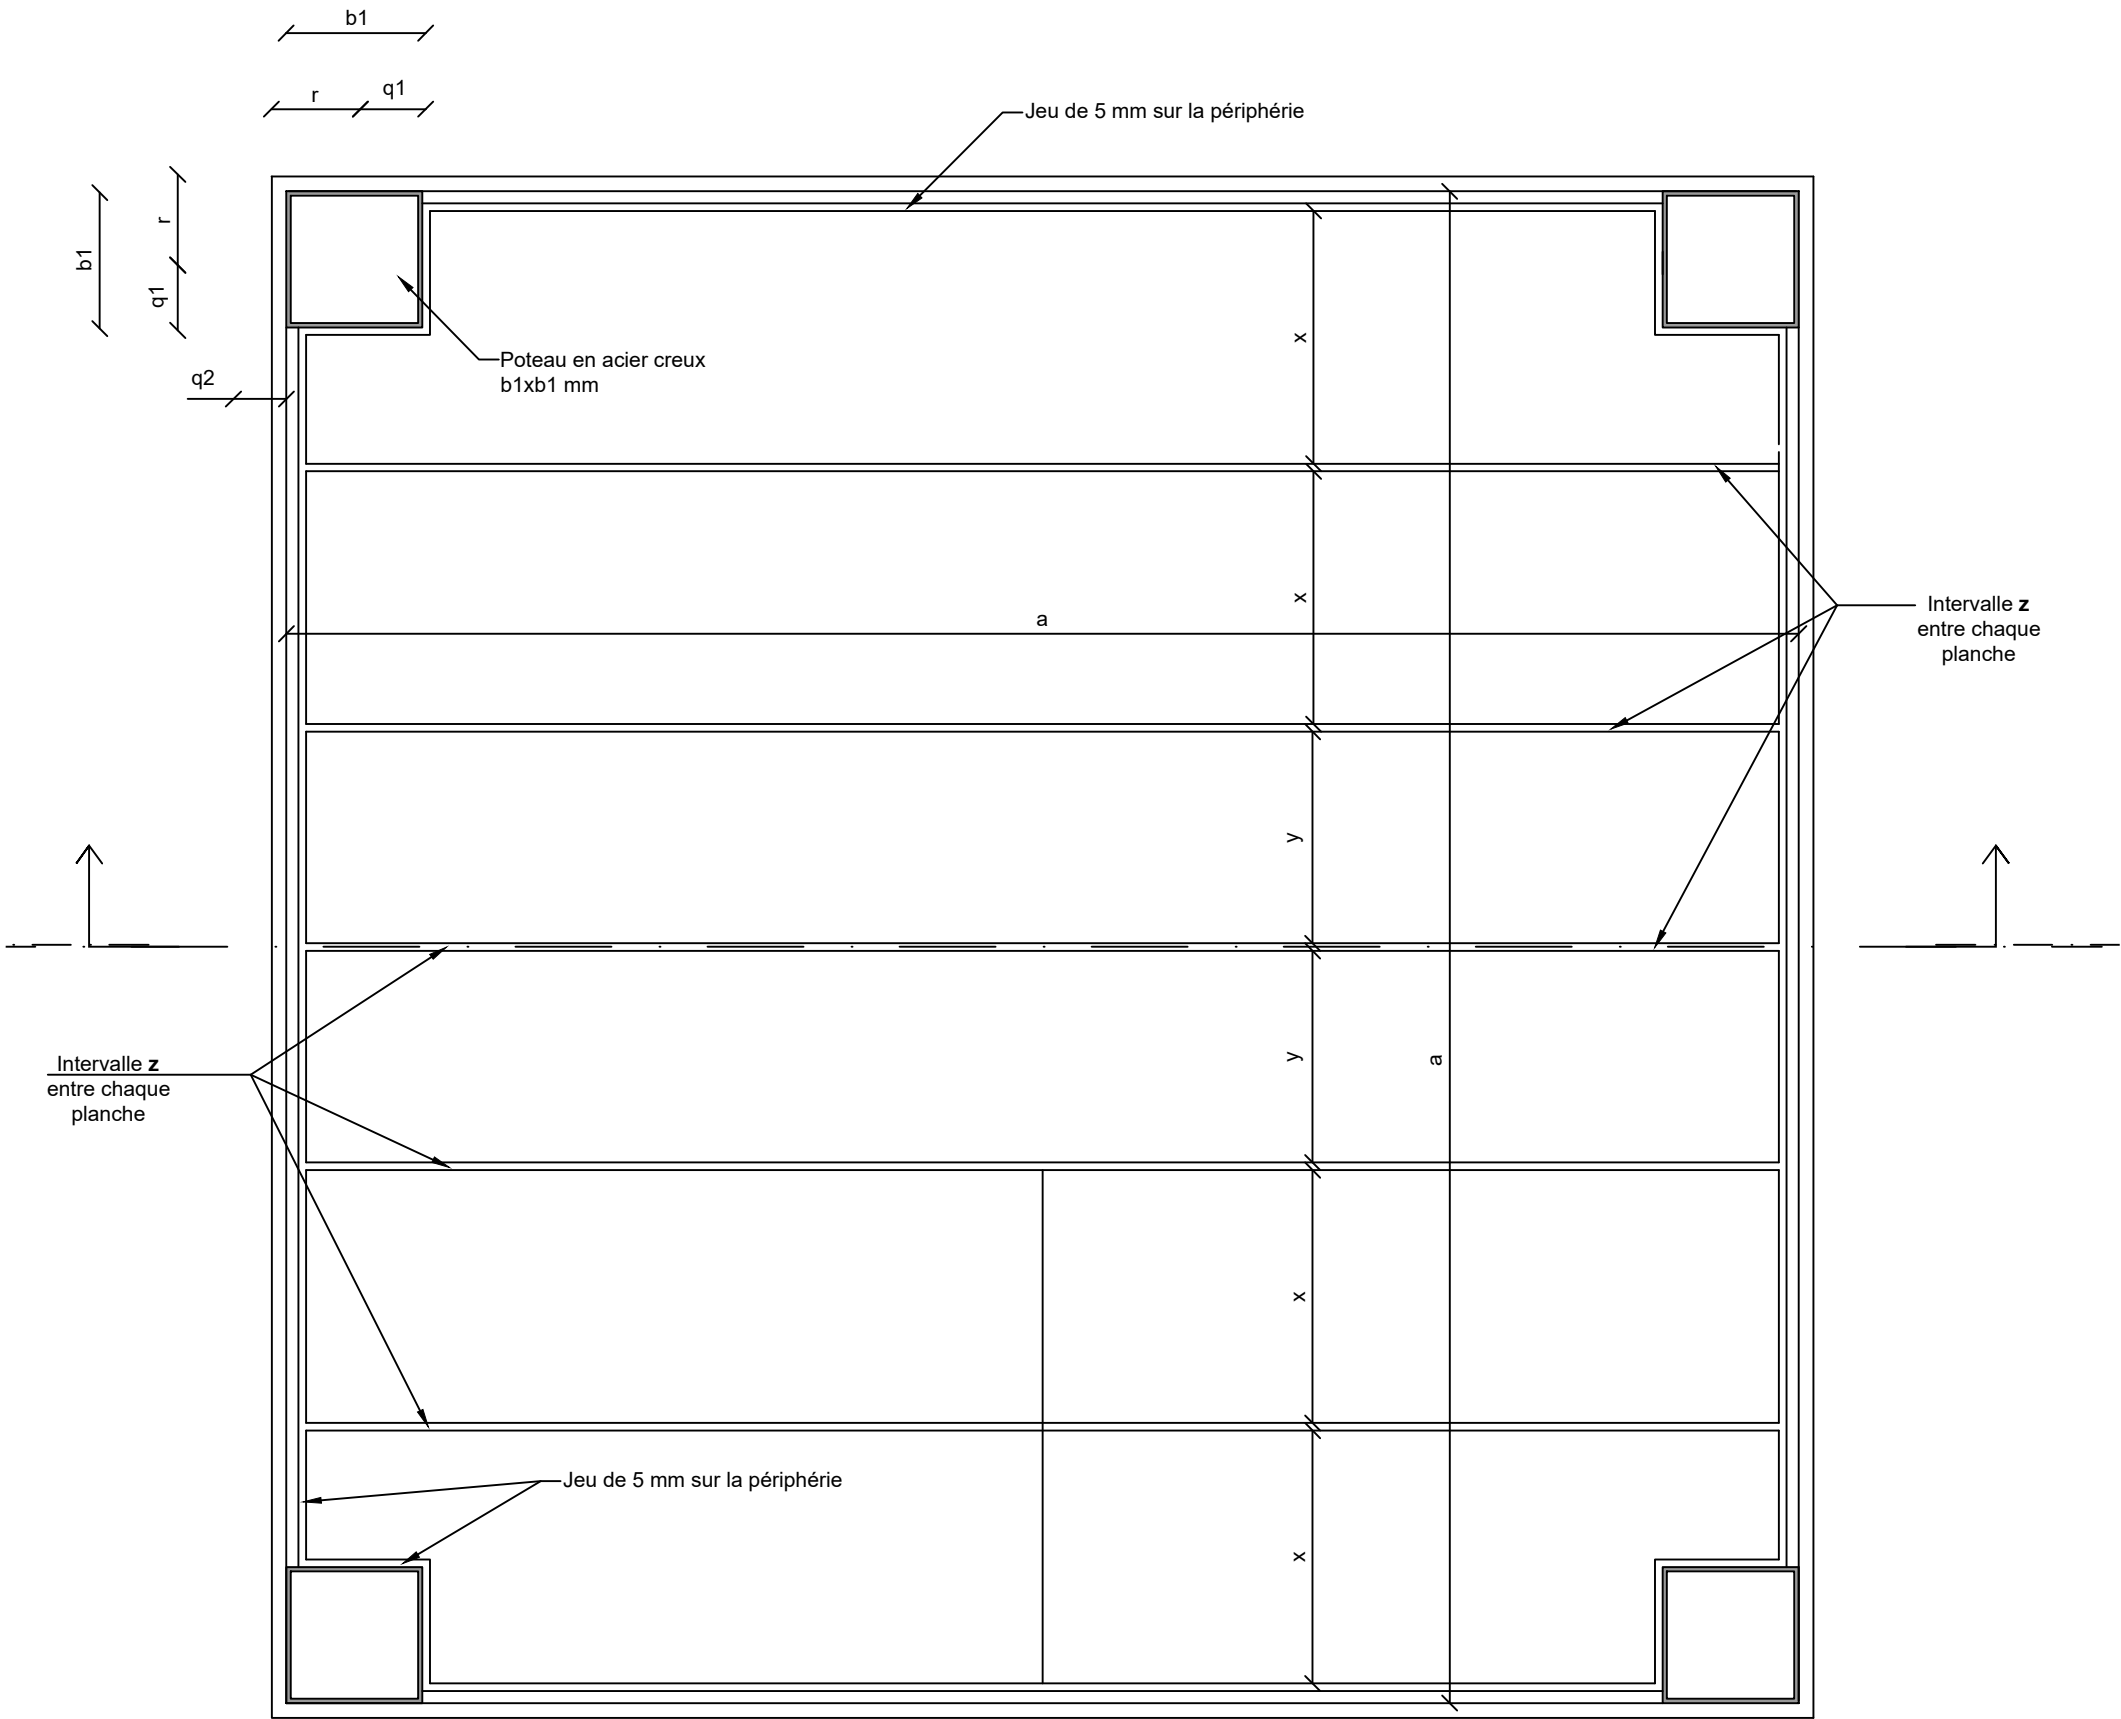 b1
r
q1
Jeu de 5 mm sur la périphérie
r
b1
q1
x
Poteau en acier creux
b1xb1 mm
q2
x
a
Intervalle z
entre chaque
planche
y
Intervalle z
entre chaque
planche
y
a
x
Jeu de 5 mm sur la périphérie
x